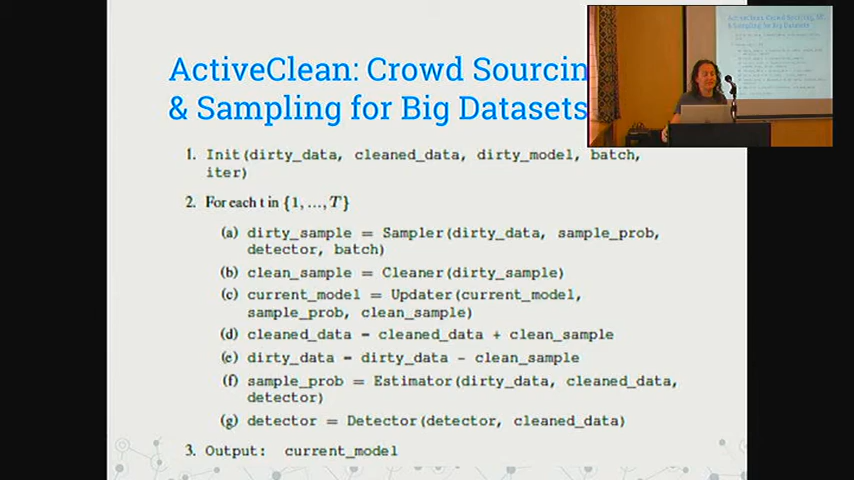 ActiveClean: Crowd Sourcin
& Sampling for Big Datasets
1. Init(dirty_data, cleaned_data, dirty_model, batch,
iter)
2. For each t in {1, ..., T}
(a) dirty_sample = Sampler(dirty_data, sample_prob,
detector, batch)
(b) clean_sample = Cleaner(dirty_sample)
(c) current_model = Updater(current_model,
sample_prob, clean_sample)
(d) cleaned_data = cleaned_data + clean_sample
(e) dirty_data = dirty_data - clean_sample
(f) sample_prob = Estimator(dirty_data, cleaned_data,
detector)
(g) detector = Detector(detector, cleaned_data)
3. Output: current_model